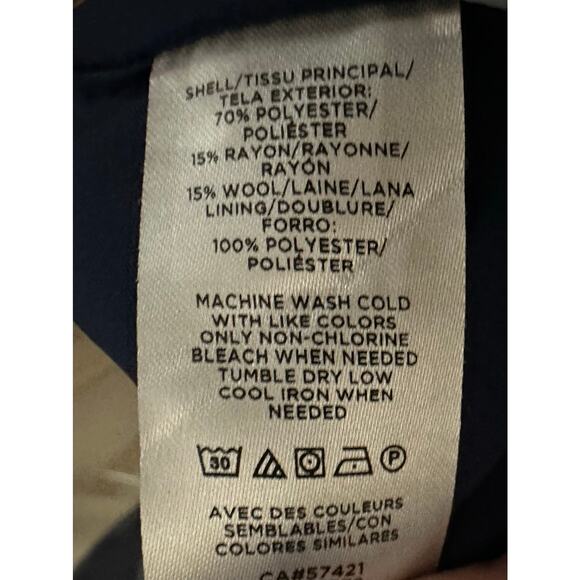 SHELL/TISSU PRINCIPAL/
TELA EXTERIOR:
70% POLYESTER/
POLIÉSTER
15% RAYON/RAYONNE/
RAYÓN
15% WOOL/LAINE/LANA
LINING/DOUBLURE/
FORRO:
100% POLYESTER/
POLIÉSTER
MACHINE WASH COLD
WITH LIKE COLORS
ONLY NON-CHLORINE
BLEACH WHEN NEEDED
TUMBLE DRY LOW
COOL IRON WHEN
NEEDED
30 P
AVEC DES COULEURS
SEMBLABLES/CON
COLORES SIMILARES
CA#57421